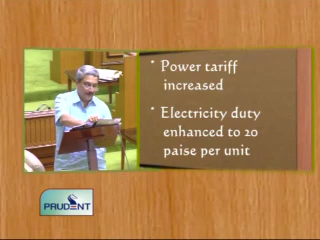 * Power tariff
increased
* Electricity duty
enhanced to 20
paise per unit
PRUDENT